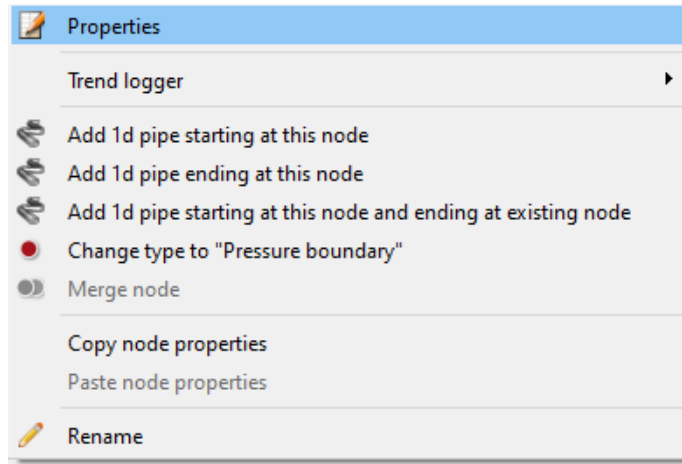 Properties
Trend logger
Add 1d pipe starting at this node
Add 1d pipe ending at this node
Add 1d pipe starting at this node and ending at existing node
Change type to "Pressure boundary"
Merge node
Copy node properties
Paste node properties
Rename